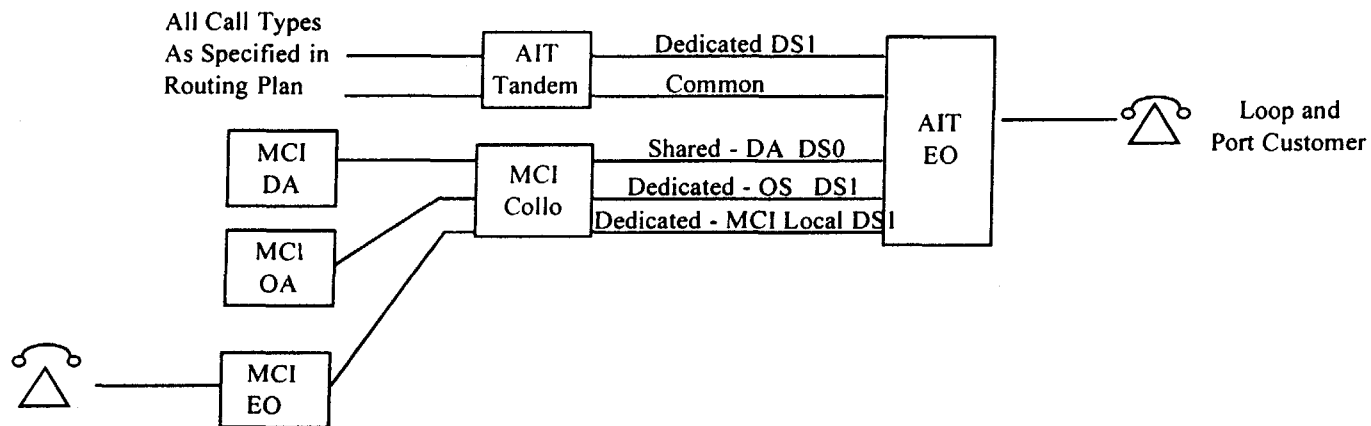 All Call Types
As Specified in
Routing Plan
AIT
Tandem
Dedicated DS1
Common
AIT
EO
Loop and
Port Customer
MCI
DA
MCI
Collo
Shared - DA DS0
Dedicated - OS DS1
Dedicated - MCI Local DS1
MCI
OA
MCI
EO